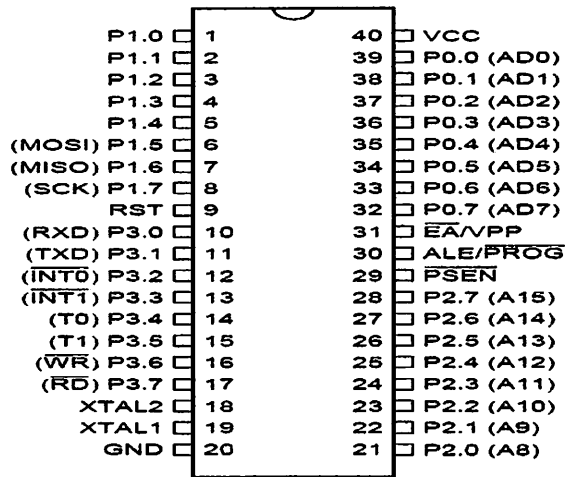 P1.0 1 40 VCC
P1.1 2 39 P0.0 (AD0)
P1.2 3 38 P0.1 (AD1)
P1.3 4 37 P0.2 (AD2)
P1.4 5 36 P0.3 (AD3)
(MOSI) P1.5 6 35 P0.4 (AD4)
(MISO) P1.6 7 34 P0.5 (AD5)
(SCK) P1.7 8 33 P0.6 (AD6)
RST 9 32 P0.7 (AD7)
(RXD) P3.0 10 31 E̅A̅/VPP
(TXD) P3.1 11 30 ALE/P̅R̅O̅G̅
(I̅N̅T̅0̅) P3.2 12 29 P̅S̅E̅N̅
(I̅N̅T̅1̅) P3.3 13 28 P2.7 (A15)
(T0) P3.4 14 27 P2.6 (A14)
(T1) P3.5 15 26 P2.5 (A13)
(W̅R̅) P3.6 16 25 P2.4 (A12)
(R̅D̅) P3.7 17 24 P2.3 (A11)
XTAL2 18 23 P2.2 (A10)
XTAL1 19 22 P2.1 (A9)
GND 20 21 P2.0 (A8)